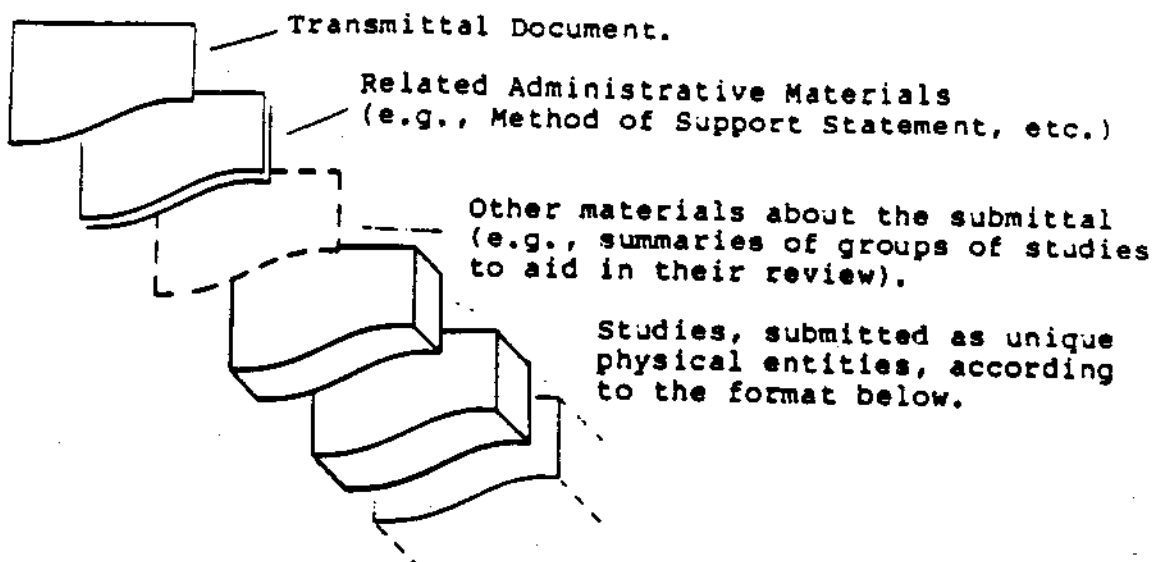 Transmittal Document.
Related Administrative Materials
(e.g., Method of Support Statement, etc.)
Other materials about the submittal
(e.g., summaries of groups of studies
to aid in their review).
Studies, submitted as unique
physical entities, according
to the format below.